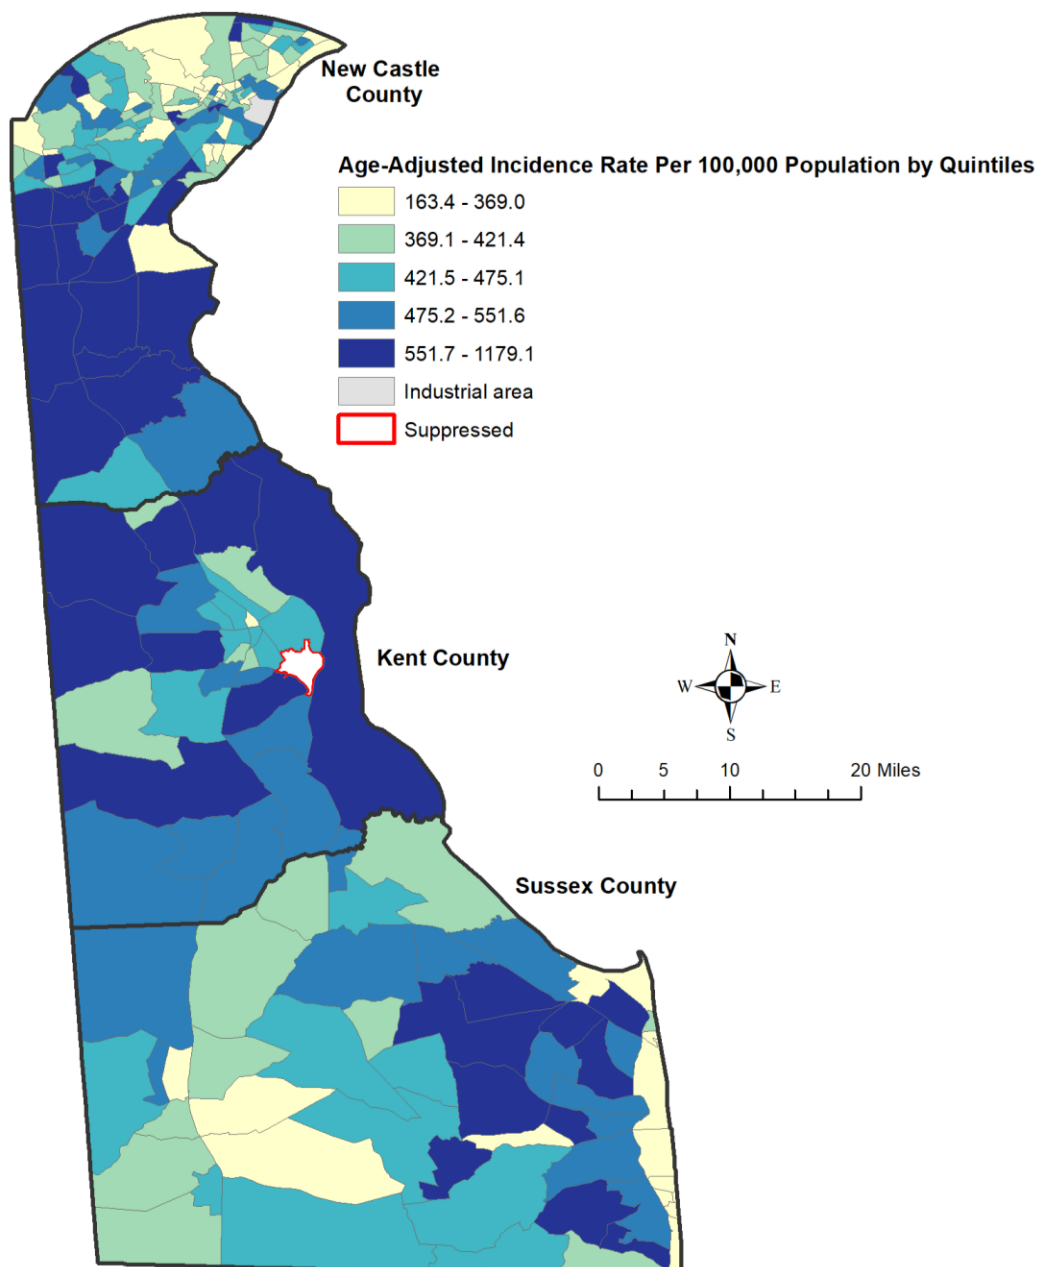 New Castle
County
Age-Adjusted Incidence Rate Per 100,000 Population by Quintiles
163.4 - 369.0
369.1 - 421.4
421.5 - 475.1
475.2 - 551.6
551.7 - 1179.1
Industrial area
Suppressed
Kent County
N
W E
S
0 5 10 20 Miles
Sussex County